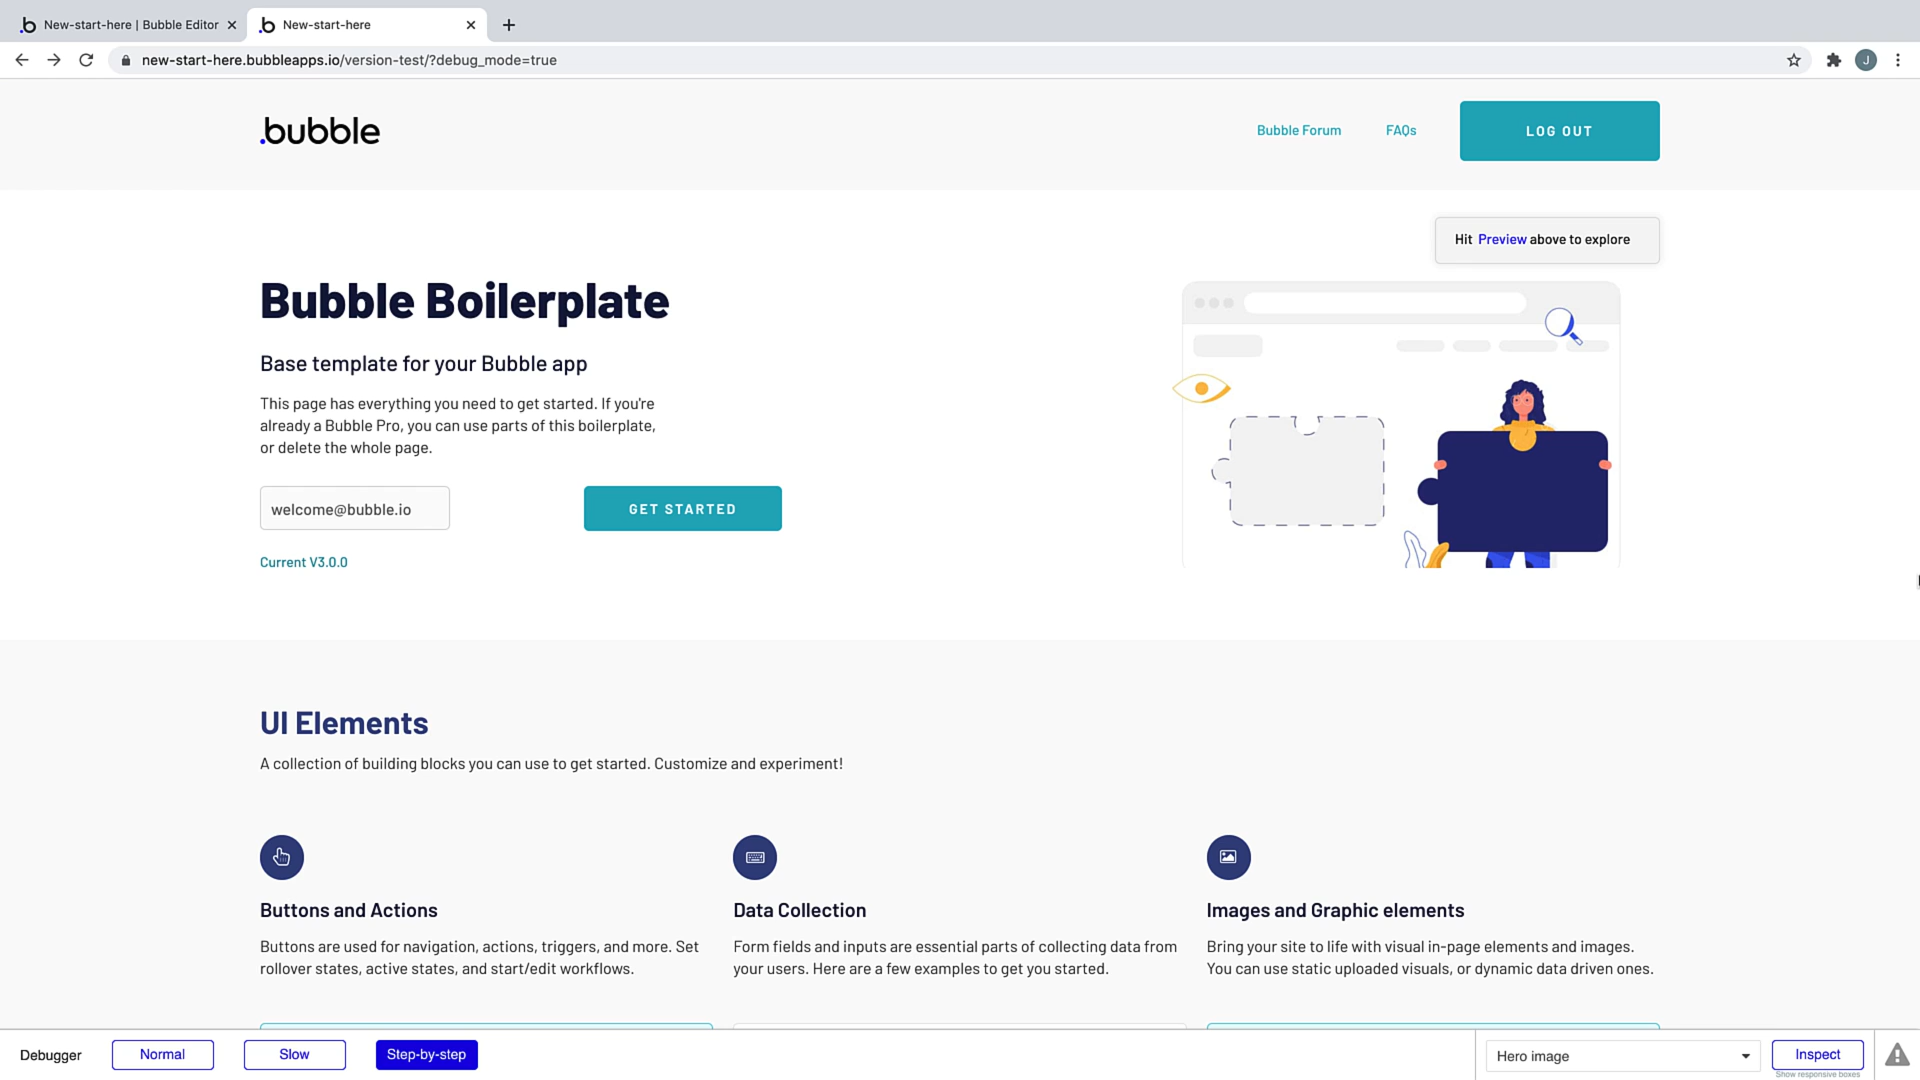 New-start-here | Bubble Editor
New-start-here
new-start-here.bubbleapps.io/version-test/?debug_mode=true
J
.bubble
Bubble Forum
FAQs
LOG OUT
Hit Preview above to explore
Bubble Boilerplate
Base template for your Bubble app
This page has everything you need to get started. If you're
already a Bubble Pro, you can use parts of this boilerplate,
or delete the whole page.
welcome@bubble.io
GET STARTED
Current V3.0.0
UI Elements
A collection of building blocks you can use to get started. Customize and experiment!
Buttons and Actions
Buttons are used for navigation, actions, triggers, and more. Set
rollover states, active states, and start/edit workflows.
Data Collection
Form fields and inputs are essential parts of collecting data from
your users. Here are a few examples to get you started.
Images and Graphic elements
Bring your site to life with visual in-page elements and images.
You can use static uploaded visuals, or dynamic data driven ones.
Debugger
Normal
Slow
Step-by-step
Hero image
Inspect
Show responsive boxes